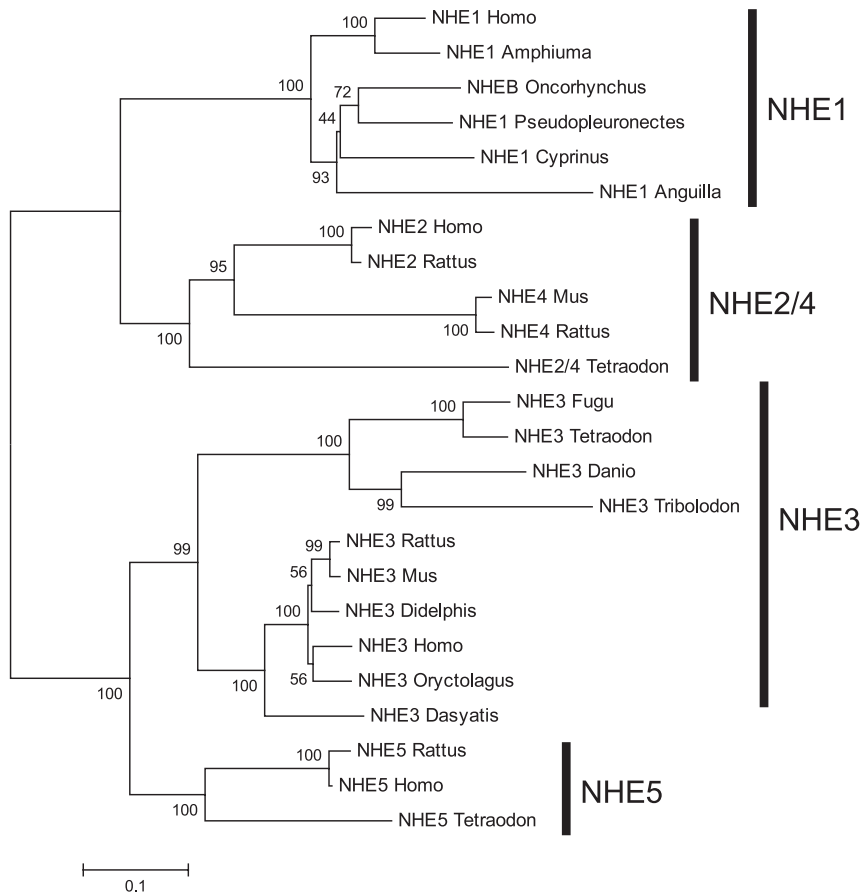 NHE1 Homo
100
NHE1 Amphiuma
100
72
NHEB Oncorhynchus
NHE1
44
NHE1 Pseudopleuronectes
NHE1 Cyprinus
93
NHE1 Anguilla
NHE2 Homo
100
NHE2 Rattus
95
NHE4 Mus
NHE2/4
100
NHE4 Rattus
100
NHE2/4 Tetraodon
NHE3 Fugu
100
NHE3 Tetraodon
100
NHE3 Danio
99
NHE3 Tribolodon
NHE3
99
99
NHE3 Rattus
56
NHE3 Mus
100
NHE3 Didelphis
NHE3 Homo
56
NHE3 Oryctolagus
100
100
NHE3 Dasyatis
100
NHE5 Rattus
NHE5 Homo
NHE5
100
NHE5 Tetraodon
0.1